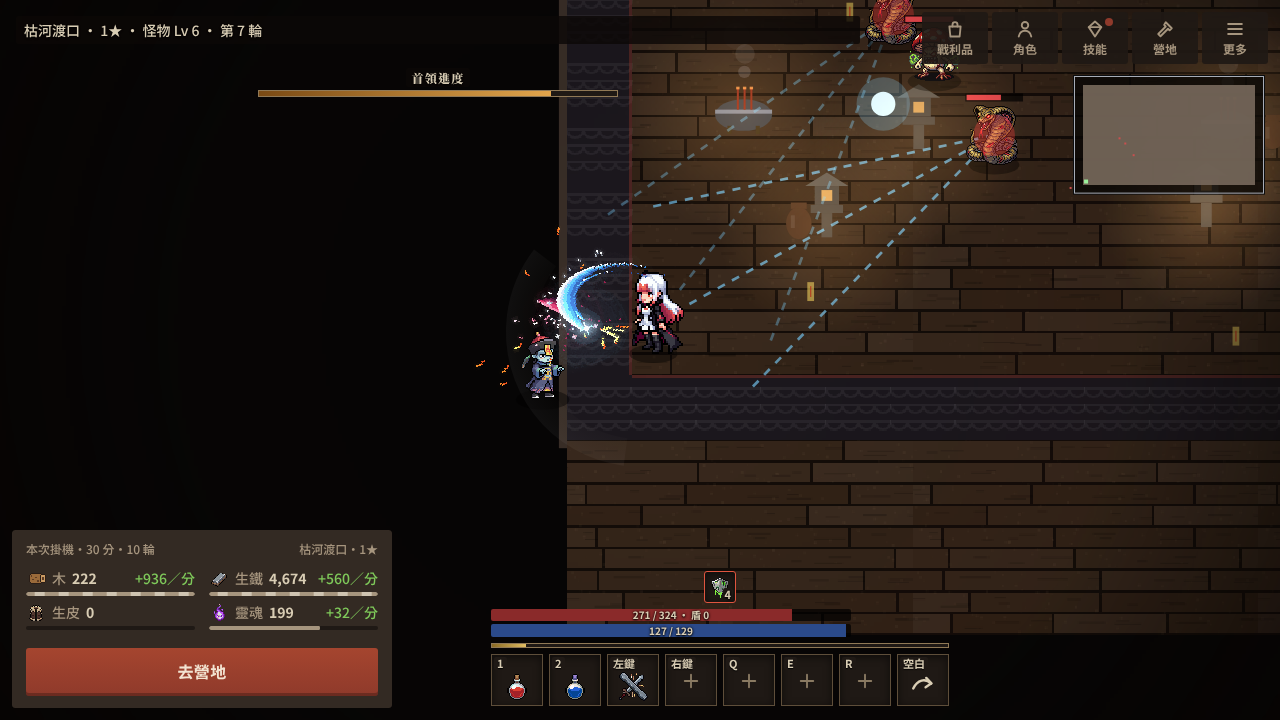 枯河渡口 • 1★ • 怪物 Lv 6 • 第 7 輪
戰利品
角色
技能
營地
更多
首領進度
本次掛機・30 分・10 輪
枯河渡口・1★
木 222 +936／分
生鐵 4,674 +560／分
生皮 0
靈魂 199 +32／分
去營地
4
271 / 324 • 盾 0
127 / 129
1
2
左鍵
右鍵
Q
E
R
空白